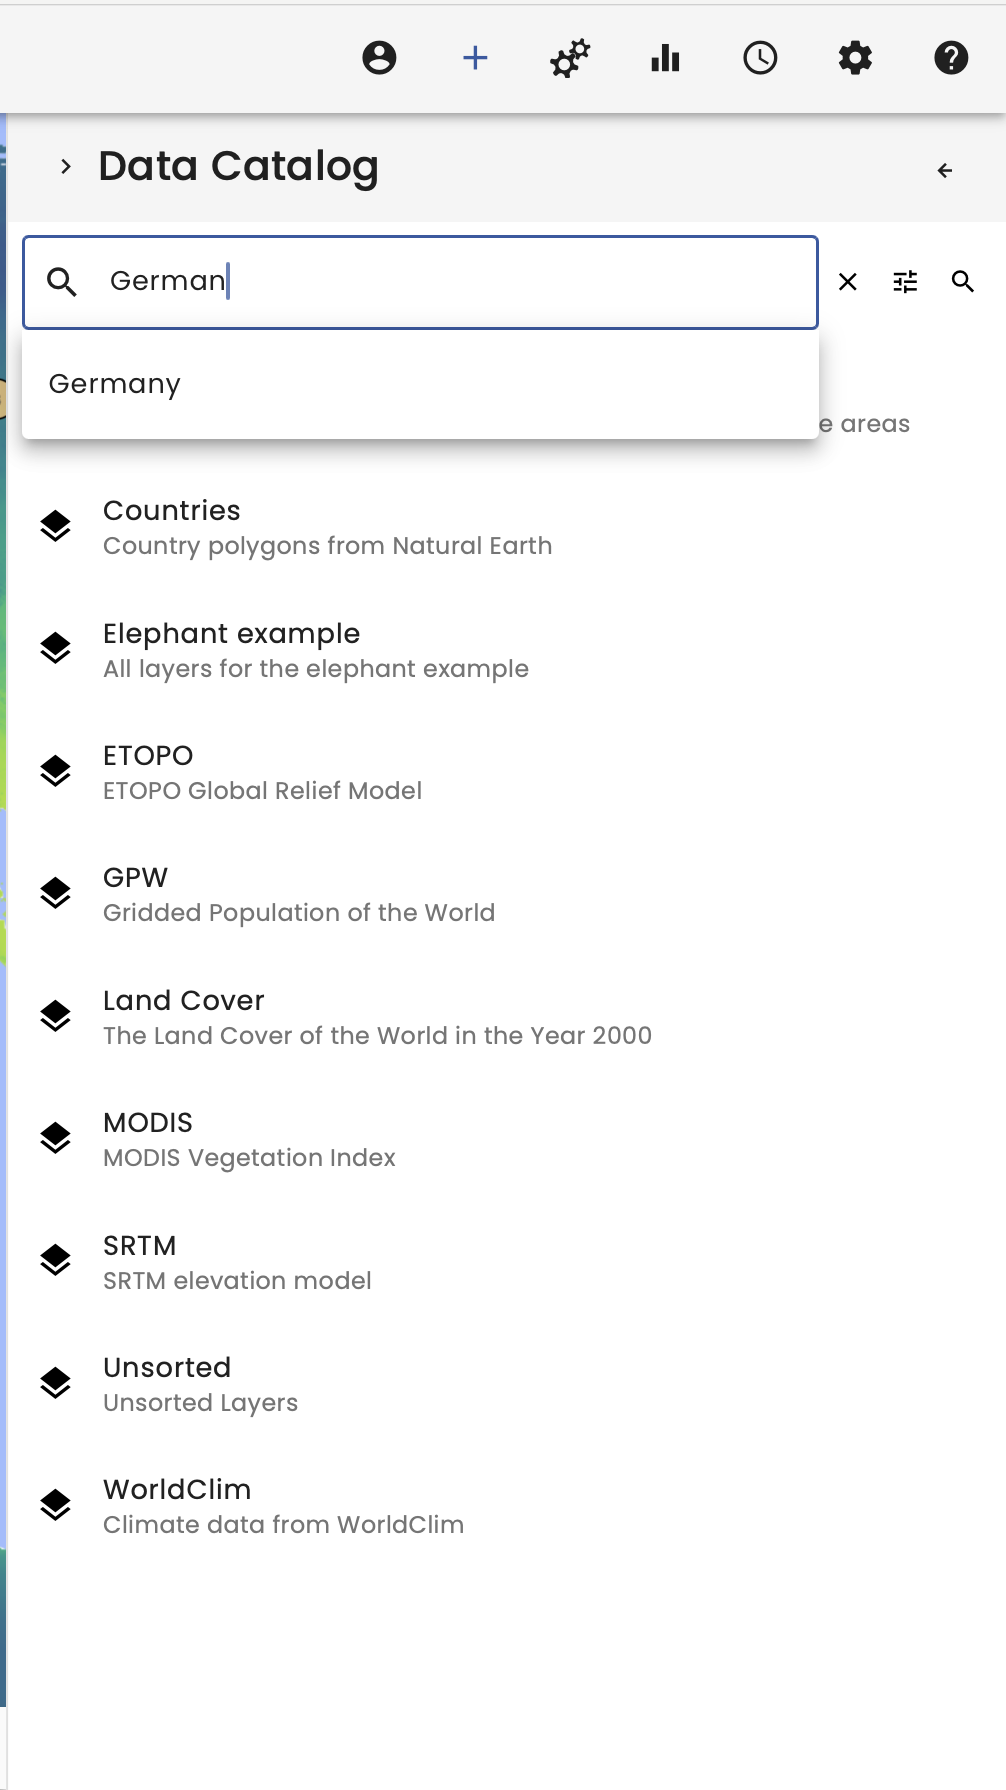 Data Catalog
German
Germany
e areas
Countries
Country polygons from Natural Earth
Elephant example
All layers for the elephant example
ETOPO
ETOPO Global Relief Model
GPW
Gridded Population of the World
Land Cover
The Land Cover of the World in the Year 2000
MODIS
MODIS Vegetation Index
SRTM
SRTM elevation model
Unsorted
Unsorted Layers
WorldClim
Climate data from WorldClim